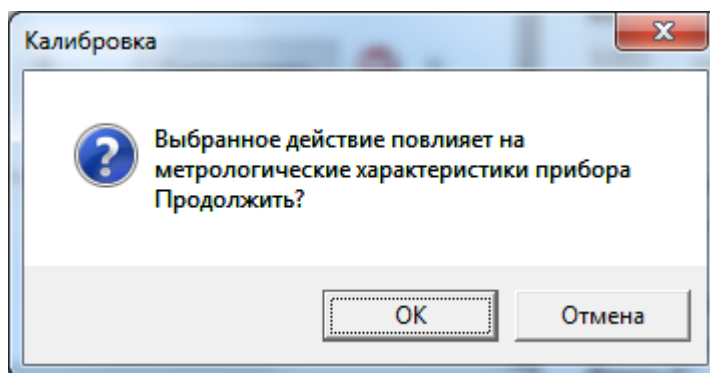 Калибровка
Выбранное действие повлияет на
метрологические характеристики прибора
Продолжить?
OK
Отмена